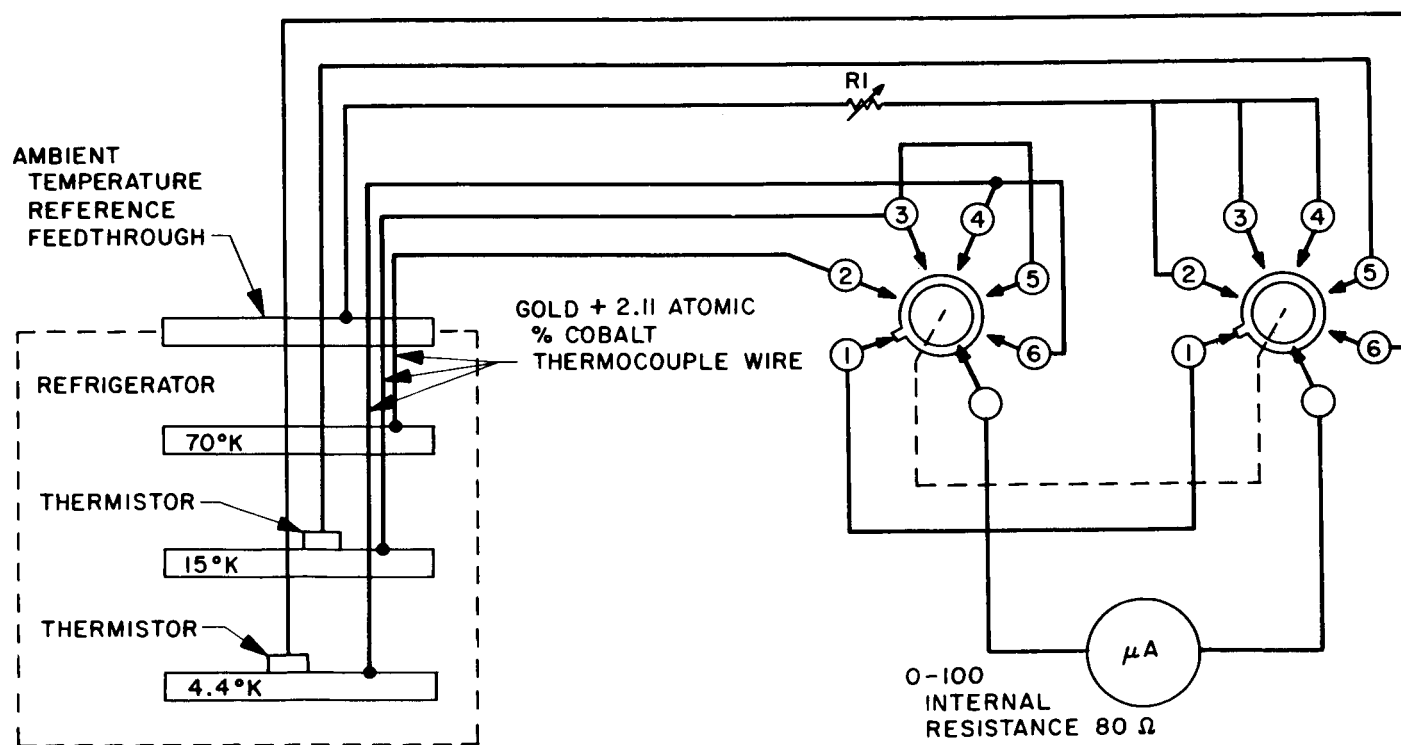 R1
AMBIENT
TEMPERATURE
REFERENCE
FEEDTHROUGH
3
4
5
2
1
6
3
4
5
2
1
6
GOLD + 2.11 ATOMIC
% COBALT
THERMOCOUPLE WIRE
REFRIGERATOR
70°K
THERMISTOR
15°K
THERMISTOR
4.4°K
μA
0-100
INTERNAL
RESISTANCE 80 Ω